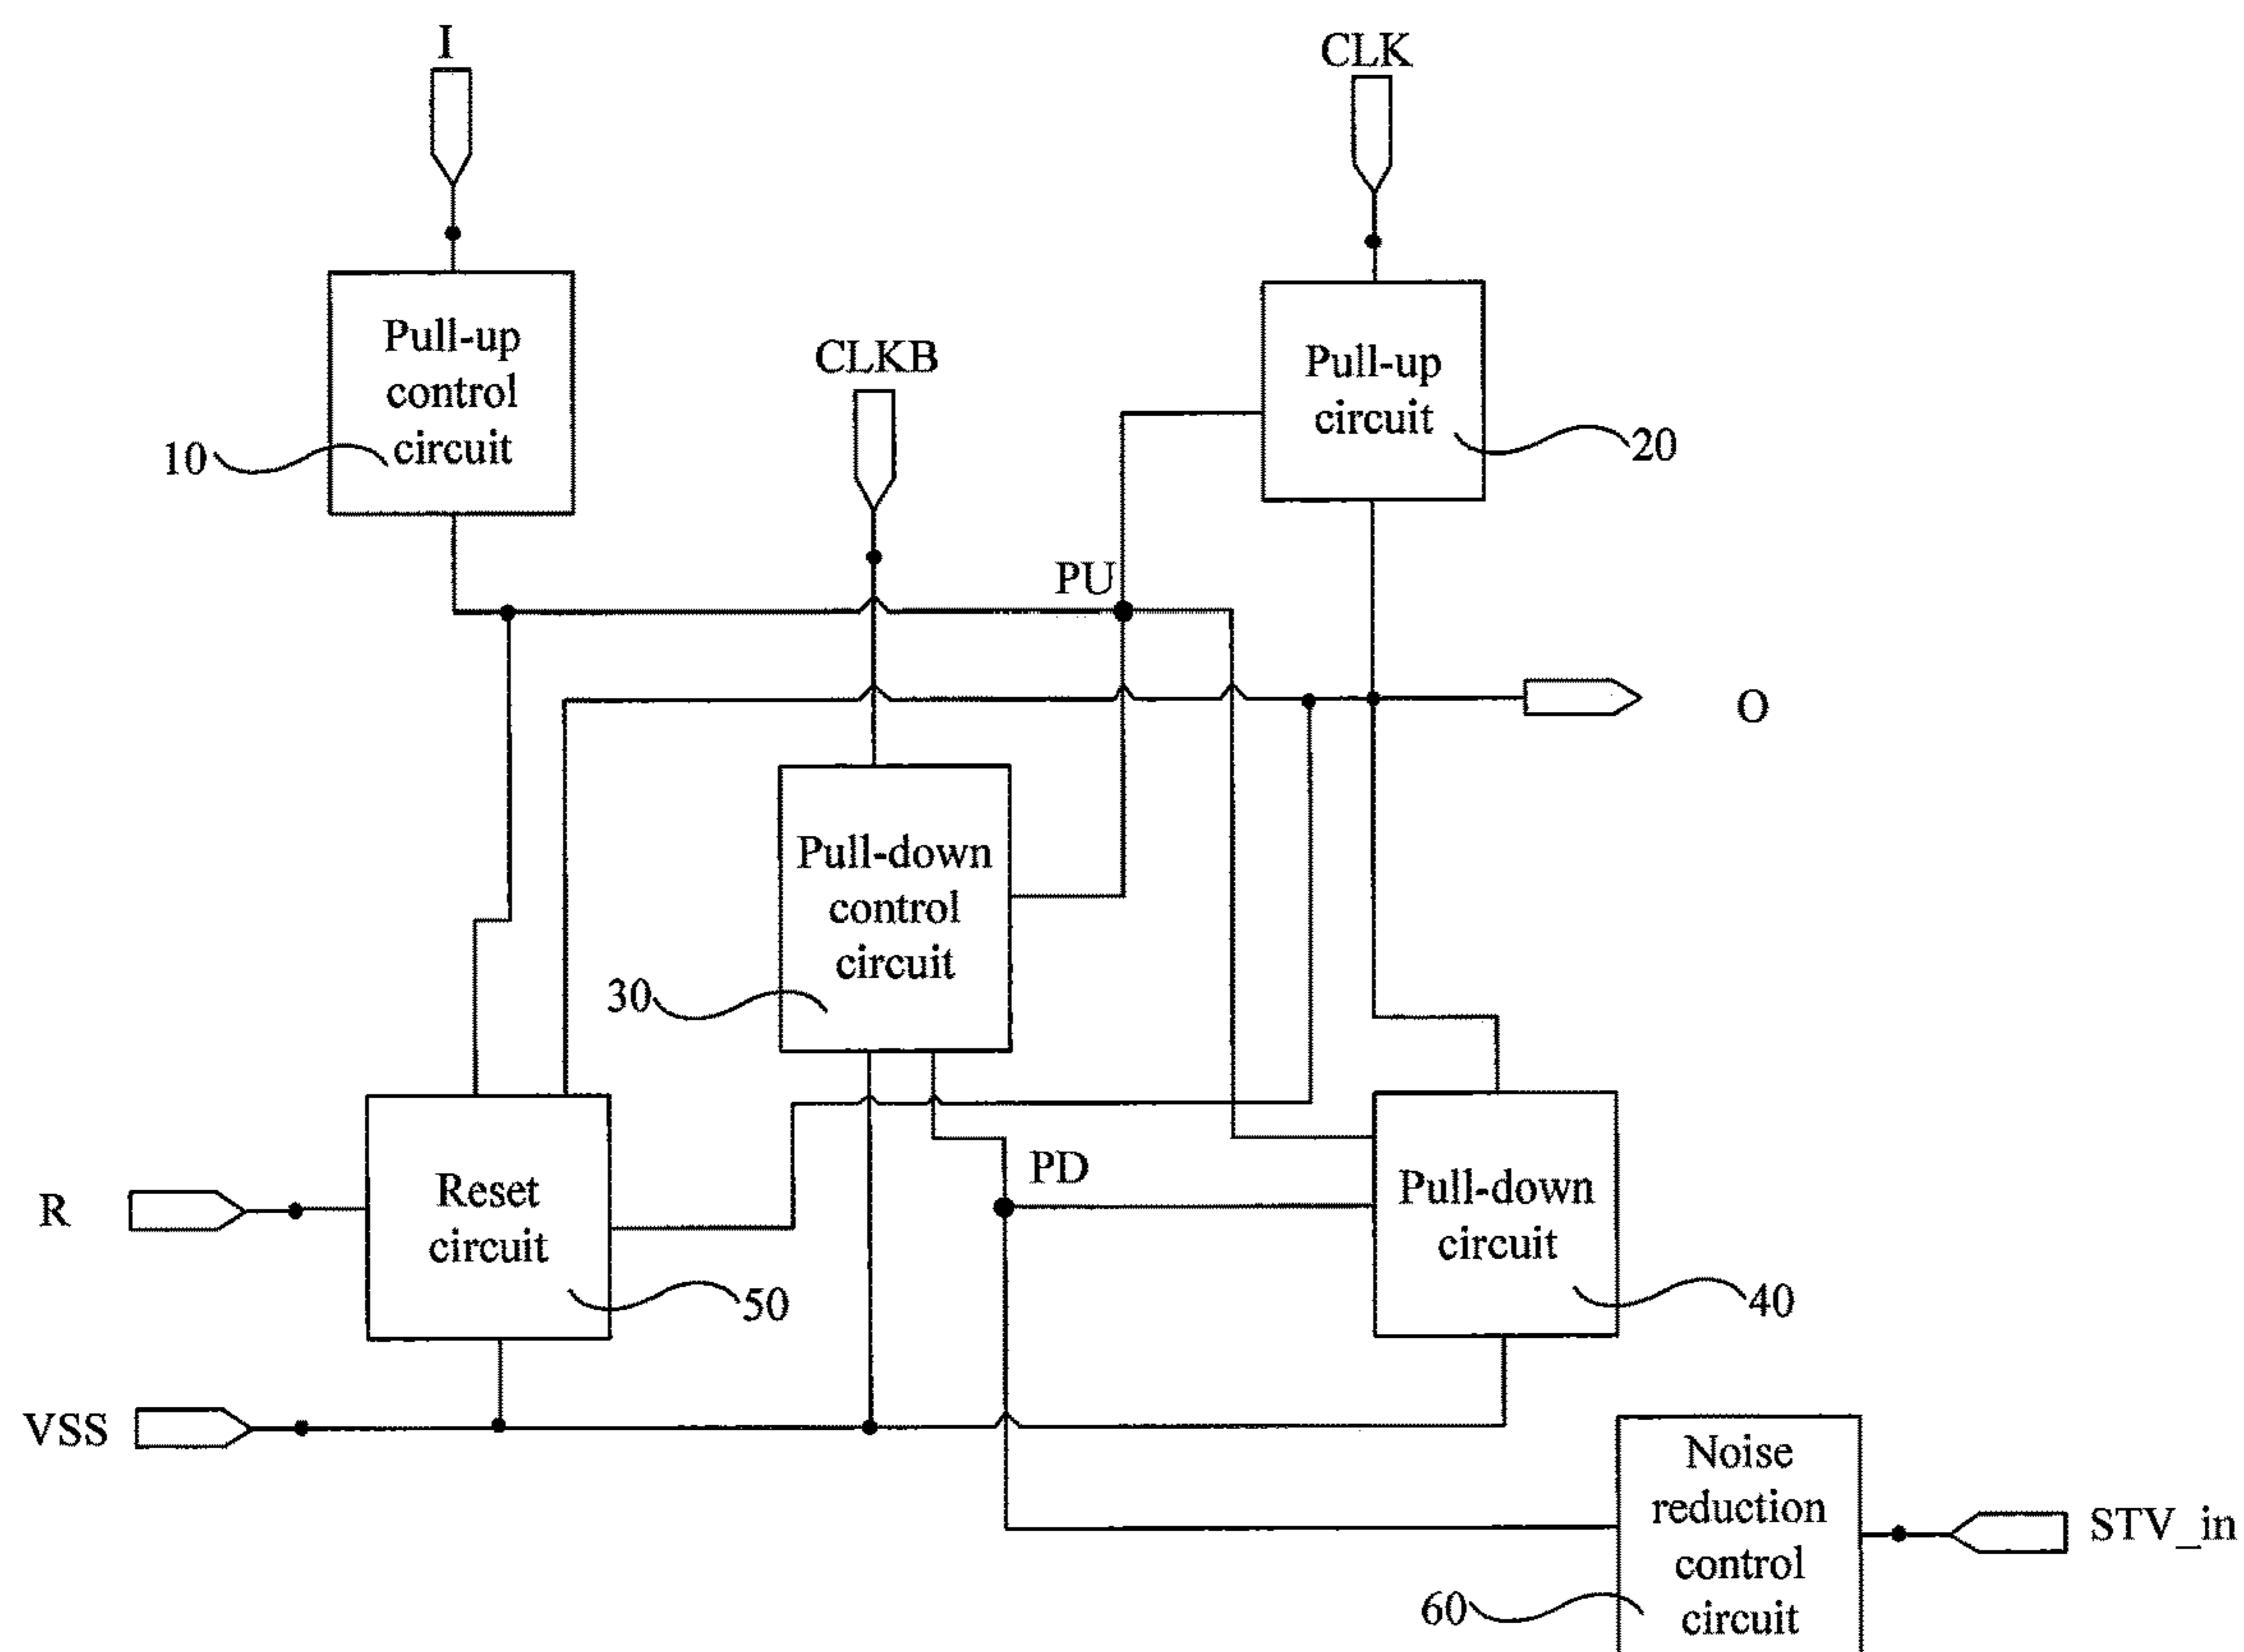 I
CLK
Pull-up
control
circuit
10
CLKB
Pull-up
circuit
20
PU
O
Pull-down
control
circuit
30
PD
R
Reset
circuit
50
Pull-down
circuit
40
VSS
Noise
reduction
control
circuit
60
STV_in